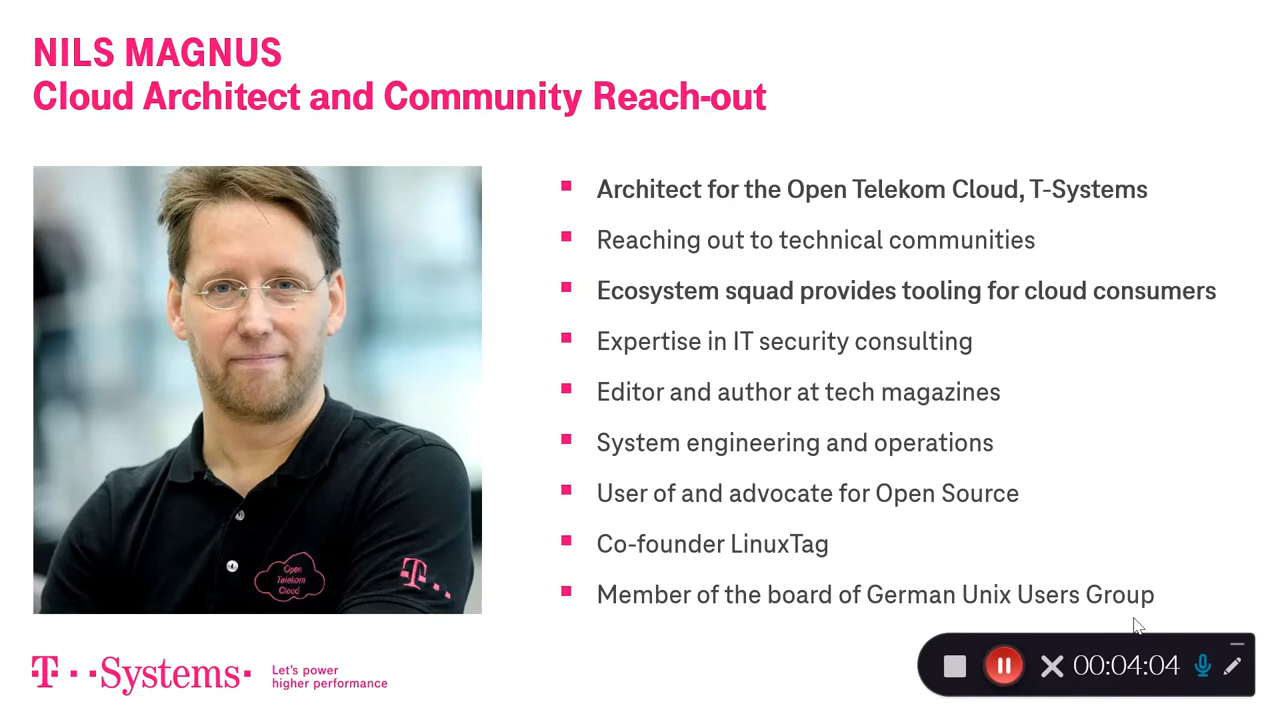 NILS MAGNUS
Cloud Architect and Community Reach-out
Architect for the Open Telekom Cloud, T-Systems
Reaching out to technical communities
Ecosystem squad provides tooling for cloud consumers
Expertise in IT security consulting
Editor and author at tech magazines
System engineering and operations
User of and advocate for Open Source
Co-founder LinuxTag
Member of the board of German Unix Users Group
Open
Telekom
Cloud
T
T··Systems·
Let's power
higher performance
00:04:04